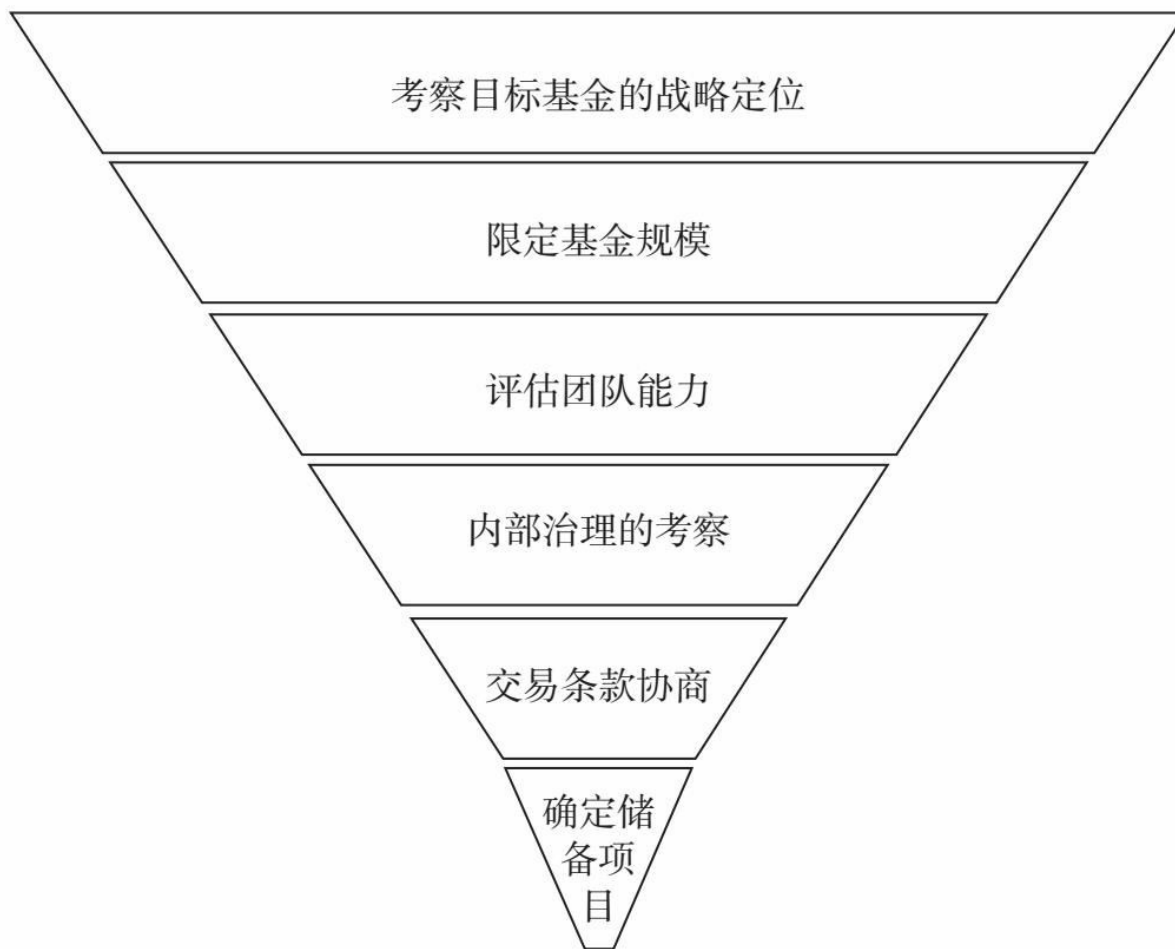 考察目标基金的战略定位
限定基金规模
评估团队能力
内部治理的考察
交易条款协商
确定储
备项
目